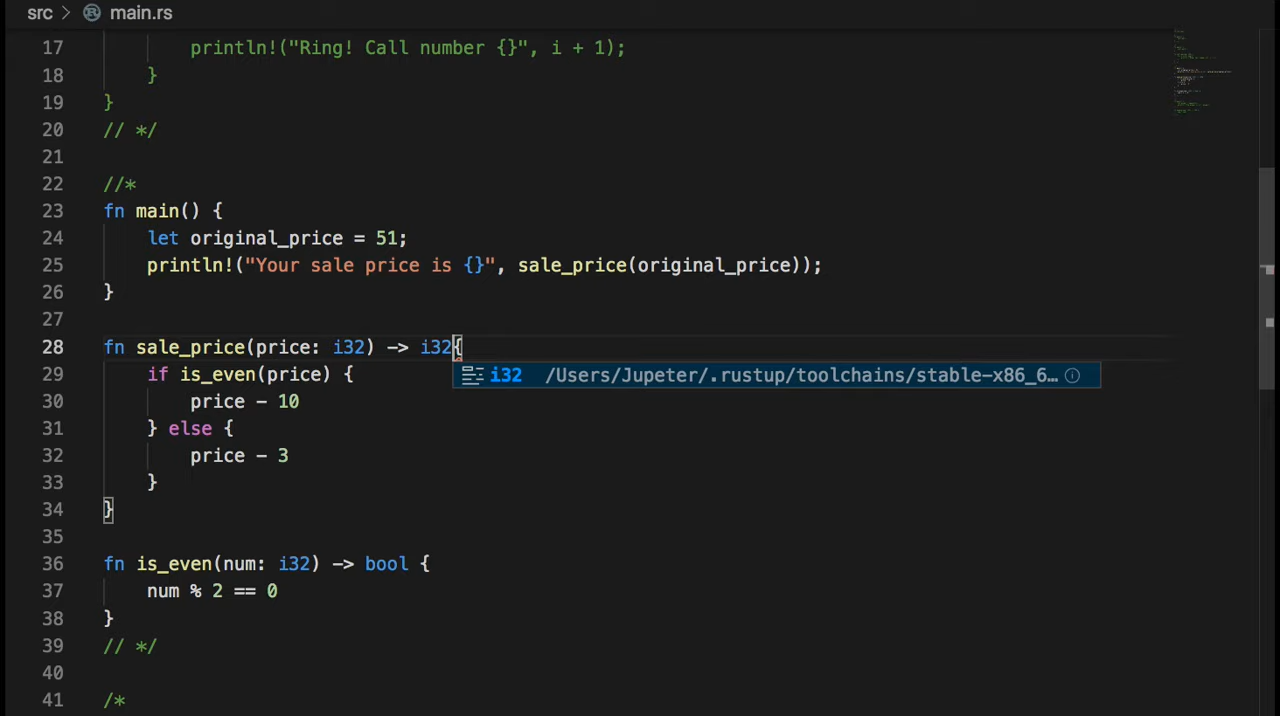 src > main.rs
17 println!("Ring! Call number {}", i + 1);
18 }
19 }
20 // */
21
22 //*
23 fn main() {
24 let original_price = 51;
25 println!("Your sale price is {}", sale_price(original_price));
26 }
27
28 fn sale_price(price: i32) -> i32{
29 if is_even(price) {
i32 /Users/Jupeter/.rustup/toolchains/stable-x86_6…
30 price - 10
31 } else {
32 price - 3
33 }
34 }
35
36 fn is_even(num: i32) -> bool {
37 num % 2 == 0
38 }
39 // */
40
41 /*